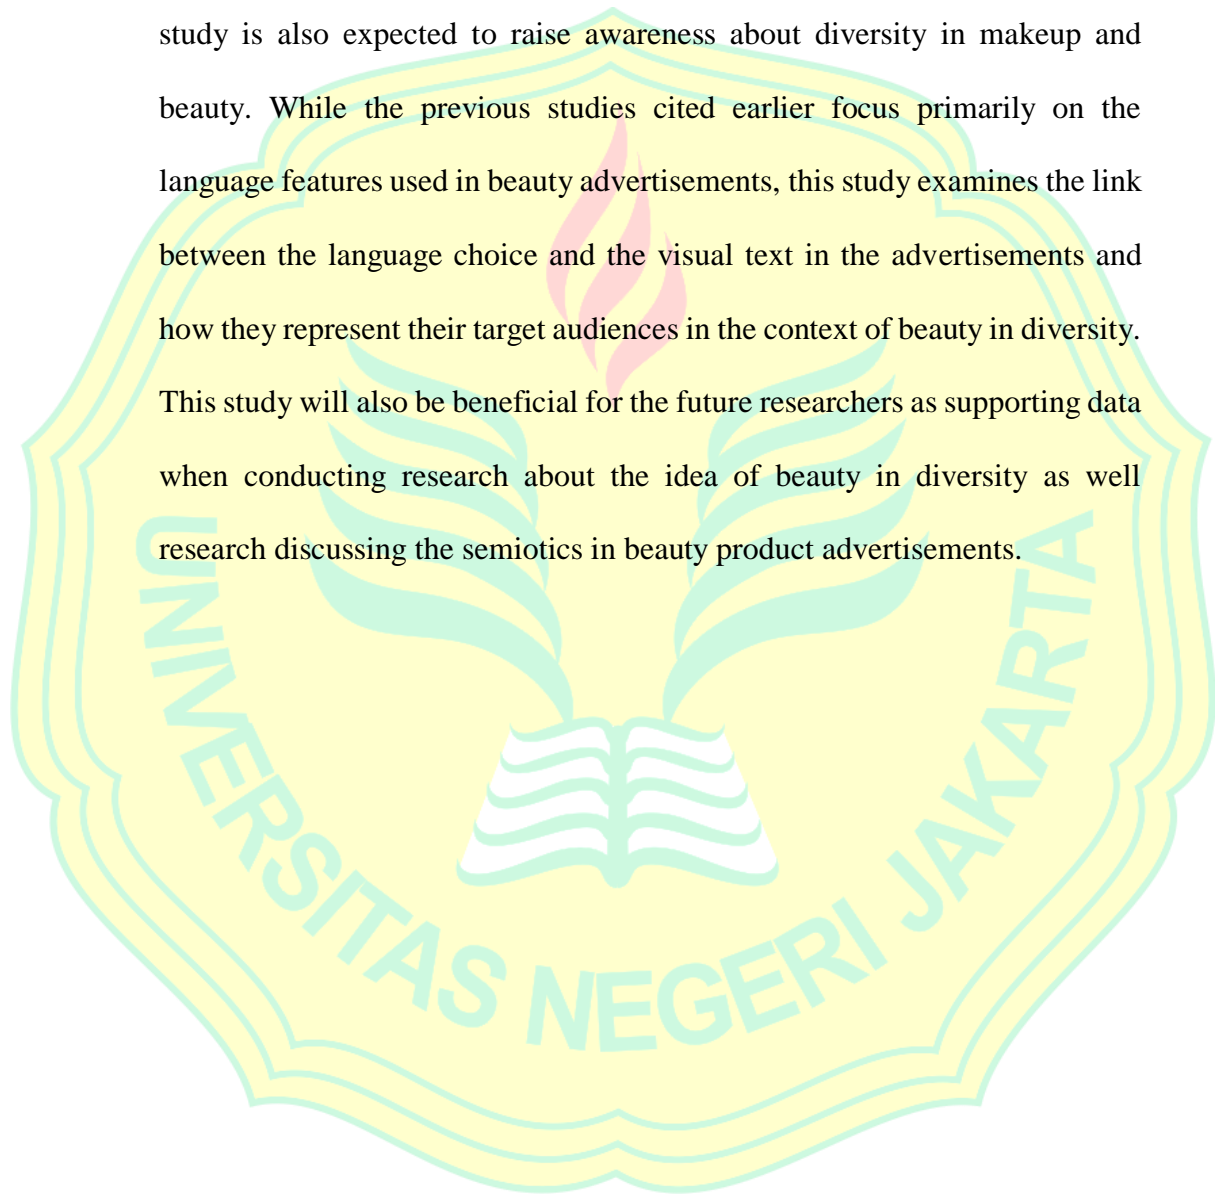 study is also expected to raise awareness about diversity in makeup and
beauty. While the previous studies cited earlier focus primarily on the
language features used in beauty advertisements, this study examines the link
between the language choice and the visual text in the advertisements and
how they represent their target audiences in the context of beauty in diversity.
This study will also be beneficial for the future researchers as supporting data
when conducting research about the idea of beauty in diversity as well
research discussing the semiotics in beauty product advertisements.
UNIVERSITAS NEGERI JAKARTA